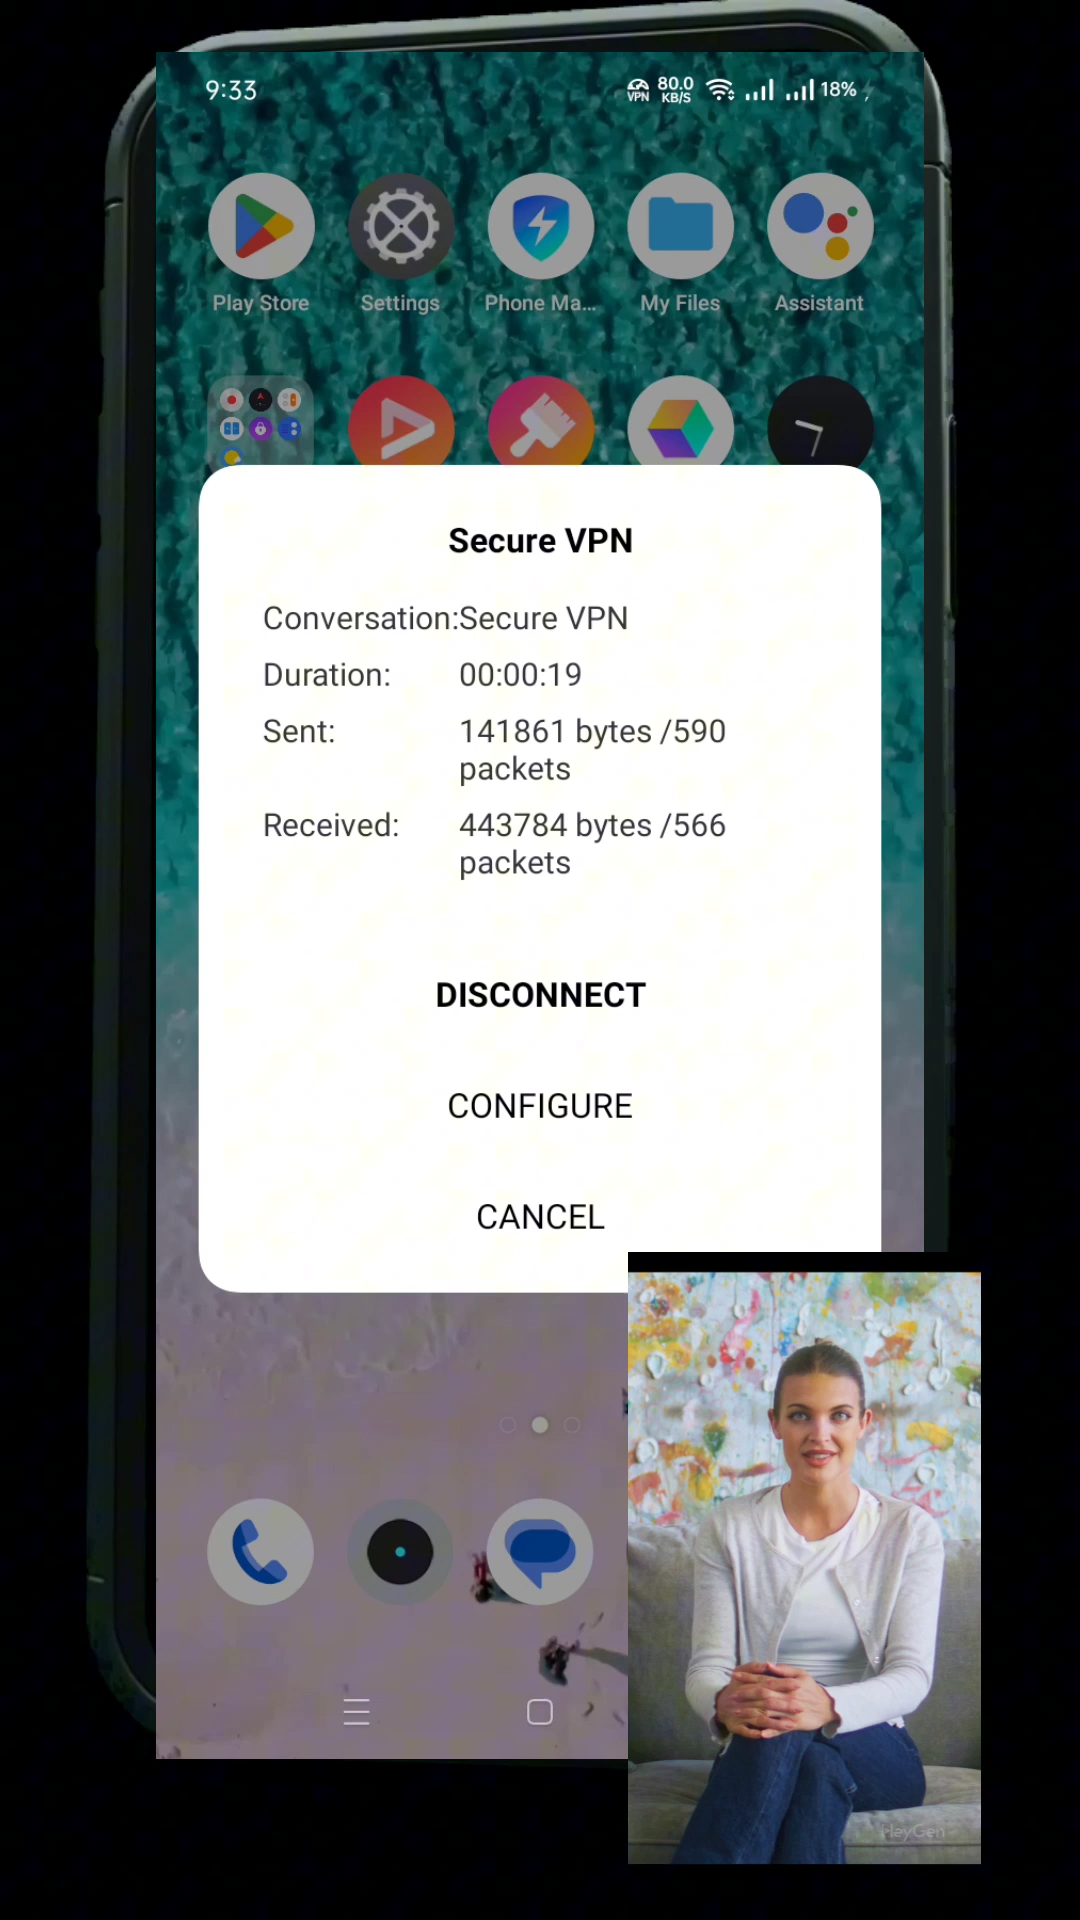 9:33
VPN
80.0
KB/S
18%
Play Store
Settings
Phone Ma...
My Files
Assistant
Secure VPN
Conversation:Secure VPN
Duration: 00:00:19
Sent: 141861 bytes /590
packets
Received: 443784 bytes /566
packets
DISCONNECT
CONFIGURE
CANCEL
HeyGen